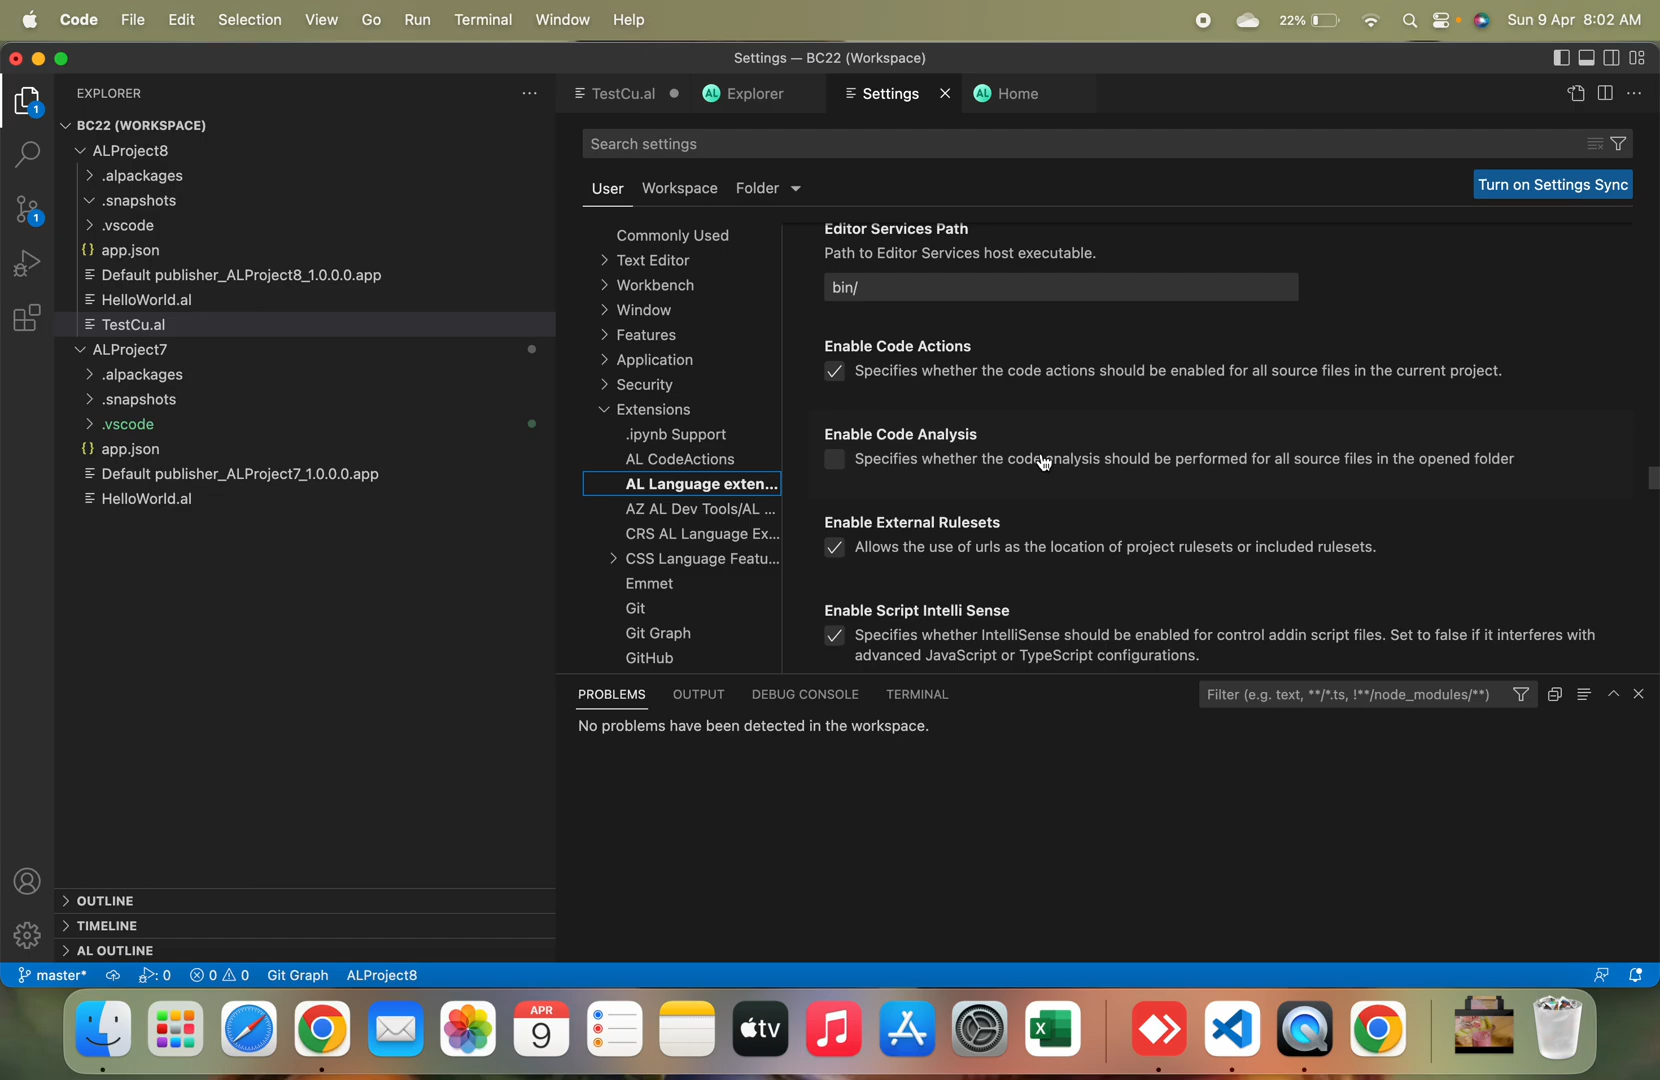 Code File Edit Selection View Go Run Terminal Window Help 22% Sun 9 Apr 8:02 AM
Settings — BC22 (Workspace)
EXPLORER
TestCu.al
AL Explorer
Settings
AL Home
BC22 (WORKSPACE)
ALProject8
.alpackages
.snapshots
.vscode
{} app.json
Default publisher_ALProject8_1.0.0.0.app
HelloWorld.al
TestCu.al
ALProject7
.alpackages
.snapshots
.vscode
{} app.json
Default publisher_ALProject7_1.0.0.0.app
HelloWorld.al
OUTLINE
TIMELINE
AL OUTLINE
1
1
Search settings
User Workspace Folder
Turn on Settings Sync
Commonly Used
Text Editor
Workbench
Window
Features
Application
Security
Extensions
.ipynb Support
AL CodeActions
AL Language exten...
AZ AL Dev Tools/AL ...
CRS AL Language Ex...
CSS Language Featu...
Emmet
Git
Git Graph
GitHub
Editor Services Path
Path to Editor Services host executable.
bin/
Enable Code Actions
Specifies whether the code actions should be enabled for all source files in the current project.
Enable Code Analysis
Specifies whether the code analysis should be performed for all source files in the opened folder
Enable External Rulesets
Allows the use of urls as the location of project rulesets or included rulesets.
Enable Script Intelli Sense
Specifies whether IntelliSense should be enabled for control addin script files. Set to false if it interferes with
advanced JavaScript or TypeScript configurations.
PROBLEMS OUTPUT DEBUG CONSOLE TERMINAL
Filter (e.g. text, **/*.ts, !**/node_modules/**)
No problems have been detected in the workspace.
master* 0 0 0 Git Graph ALProject8
APR
9
tv
X